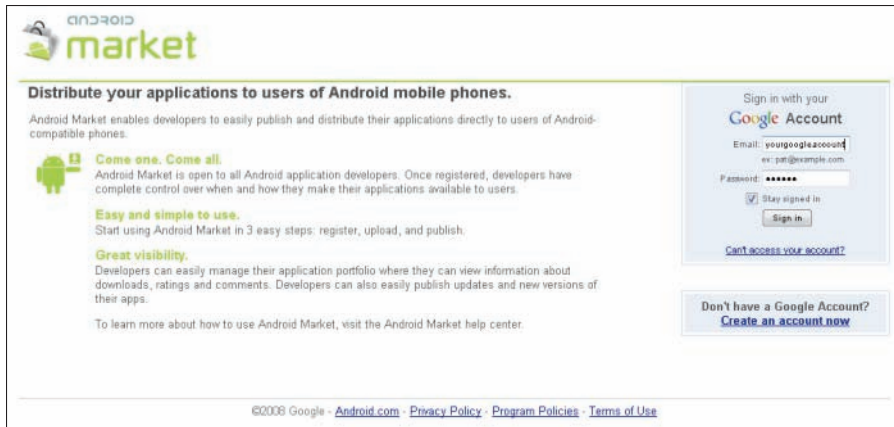 ANDROID
market
Distribute your applications to users of Android mobile phones.
Android Market enables developers to easily publish and distribute their applications directly to users of Android-
compatible phones.
Come one. Come all.
Android Market is open to all Android application developers. Once registered, developers have
complete control over when and how they make their applications available to users.
Easy and simple to use.
Start using Android Market in 3 easy steps: register, upload, and publish.
Great visibility.
Developers can easily manage their application portfolio where they can view information about
downloads, ratings and comments. Developers can also easily publish updates and new versions of
their apps.
To learn more about how to use Android Market, visit the Android Market help center.
Sign in with your
Google Account
Email: yourgoogleaccount
ex: pat@example.com
Password: ••••••
Stay signed in
Sign in
Can't access your account?
Don't have a Google Account?
Create an account now
©2008 Google - Android.com - Privacy Policy - Program Policies - Terms of Use